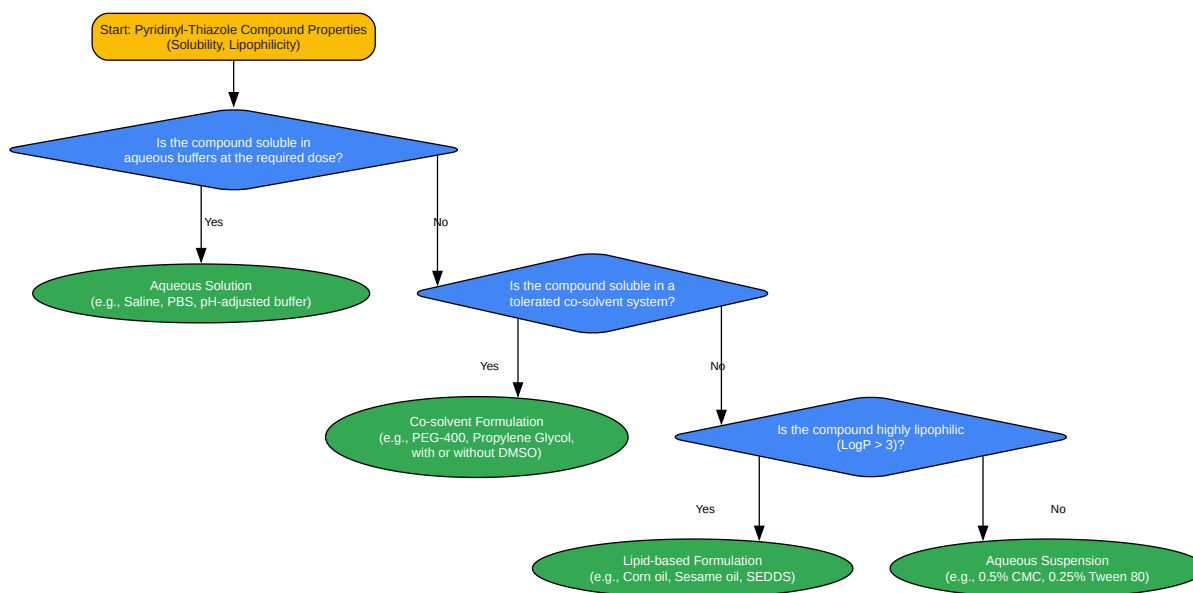 Start: Pyridinyl-Thiazole Compound Properties
(Solubility, Lipophilicity)
Is the compound soluble in
aqueous buffers at the required dose?
Yes
No
Aqueous Solution
(e.g., Saline, PBS, pH-adjusted buffer)
Is the compound soluble in a
tolerated co-solvent system?
Yes
No
Co-solvent Formulation
(e.g., PEG-400, Propylene Glycol,
with or without DMSO)
Is the compound highly lipophilic
(LogP > 3)?
Yes
No
Lipid-based Formulation
(e.g., Corn oil, Sesame oil, SEDDS)
Aqueous Suspension
(e.g., 0.5% CMC, 0.25% Tween 80)